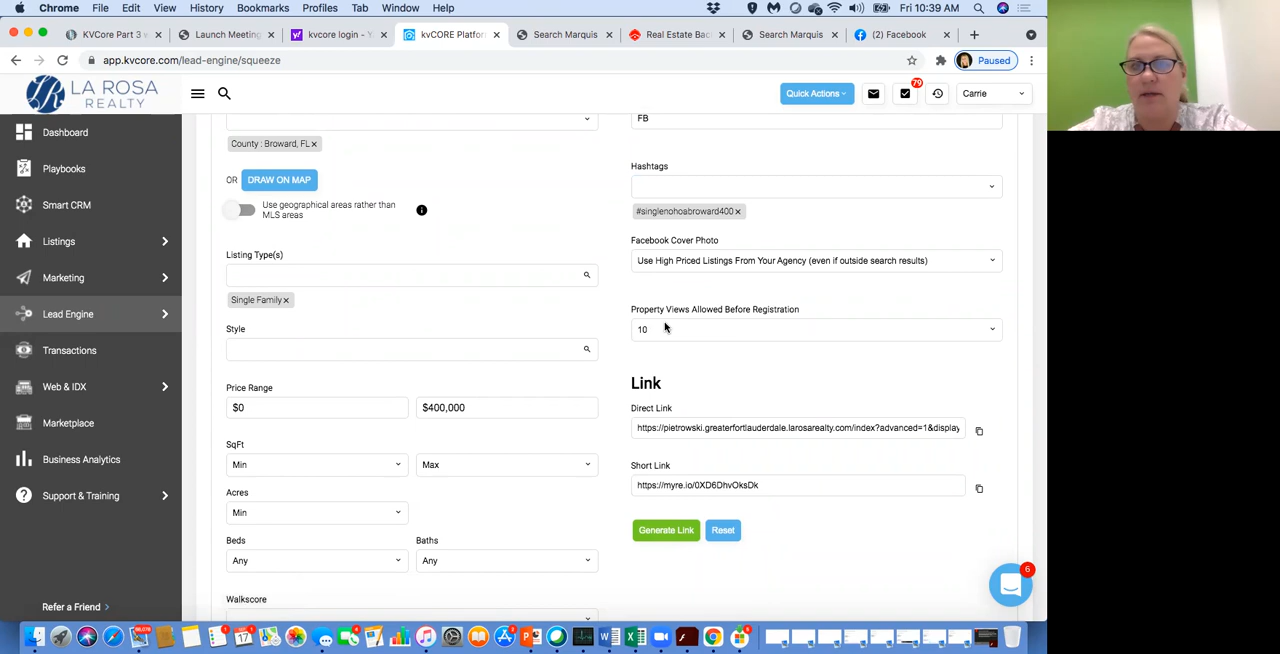 Chrome File Edit View History Bookmarks Profiles Tab Window Help Fri 10:39 AM
KVCore Part 3 Launch Meeting kvcore login - kvCORE Platform Search Marquis Real Estate Search Marquis (2) Facebook
app.kvcore.com/lead-engine/squeeze Paused
LA ROSA
REALTY
Quick Actions 79 Carrie
Dashboard
Playbooks
Smart CRM
Listings
Marketing
Lead Engine
Transactions
Web & IDX
Marketplace
Business Analytics
Support & Training
Refer a Friend
County : Broward, FL
OR DRAW ON MAP
Use geographical areas rather than
MLS areas
Listing Type(s)
Single Family
Style
Price Range
$0 $400,000
SqFt
Min Max
Acres
Min
Beds Baths
Any Any
Walkscore
FB
Hashtags
#singlenohoabroward400
Facebook Cover Photo
Use High Priced Listings From Your Agency (even if outside search results)
Property Views Allowed Before Registration
10
Link
Direct Link
https://pietrowski.greaterfortlauderdale.larosarealty.com/index?advanced=1&display
Short Link
https://myre.io/0XD6DhvOksDk
Generate Link Reset
6